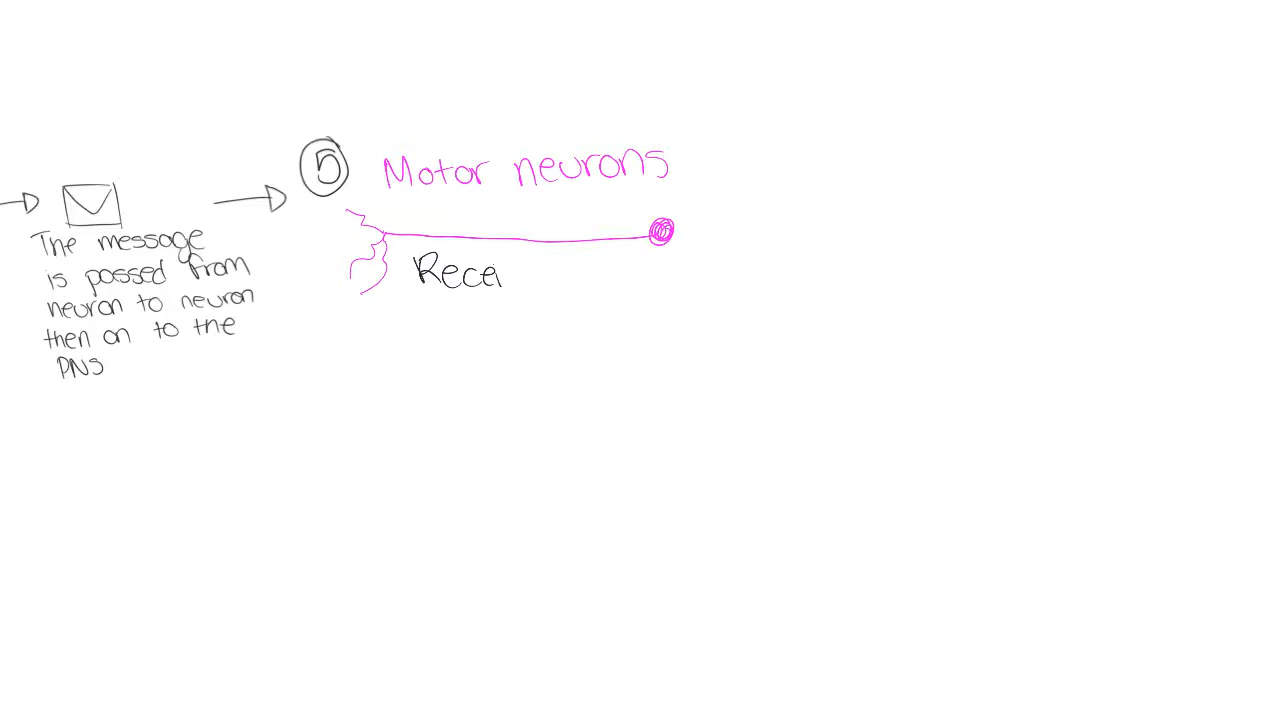 The message
is passed from
neuron to neuron
then on to the
PNS
5 Motor neurons
Recei